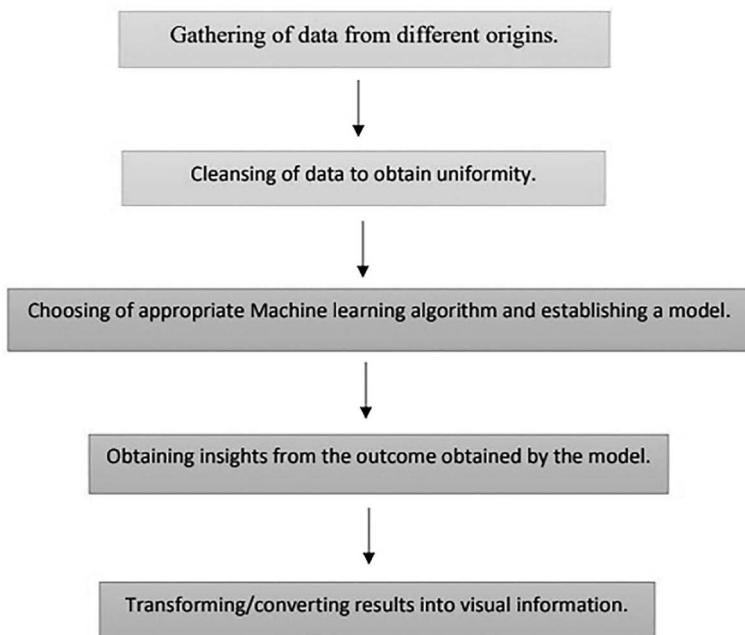 Gathering of data from different origins.
Cleansing of data to obtain uniformity.
Choosing of appropriate Machine learning algorithm and establishing a model.
Obtaining insights from the outcome obtained by the model.
Transforming/converting results into visual information.